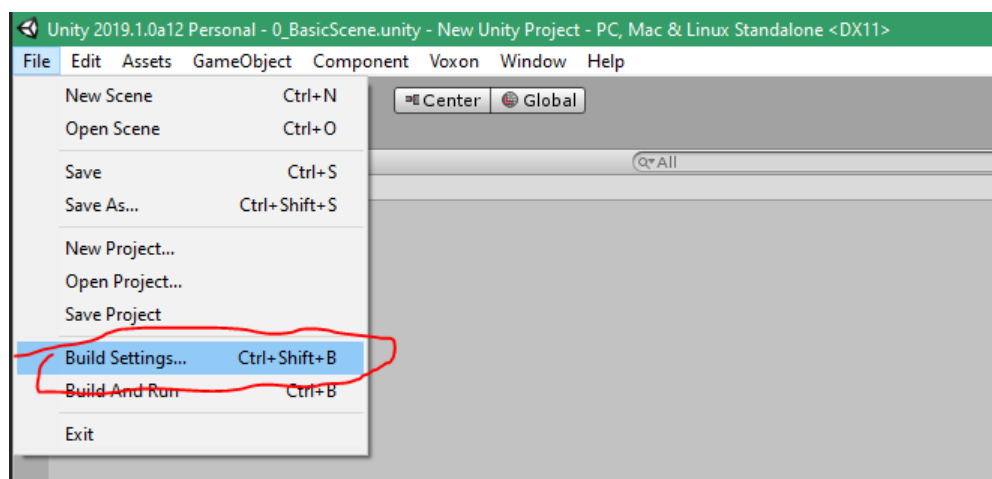 Unity 2019.1.0a12 Personal - 0_BasicScene.unity - New Unity Project - PC, Mac & Linux Standalone <DX11>
File Edit Assets GameObject Component Voxon Window Help
New Scene Ctrl+N
Center Global
Open Scene Ctrl+O
Save Ctrl+S
All
Save As... Ctrl+Shift+S
New Project...
Open Project...
Save Project
Build Settings... Ctrl+Shift+B
Build And Run Ctrl+B
Exit